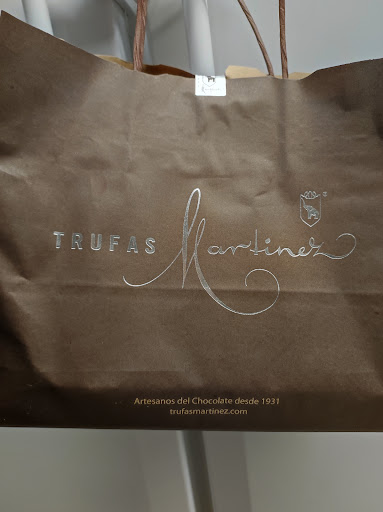 TRUFAS Martinez
Artesanos del Chocolate desde 1931
trufasmartinez.com